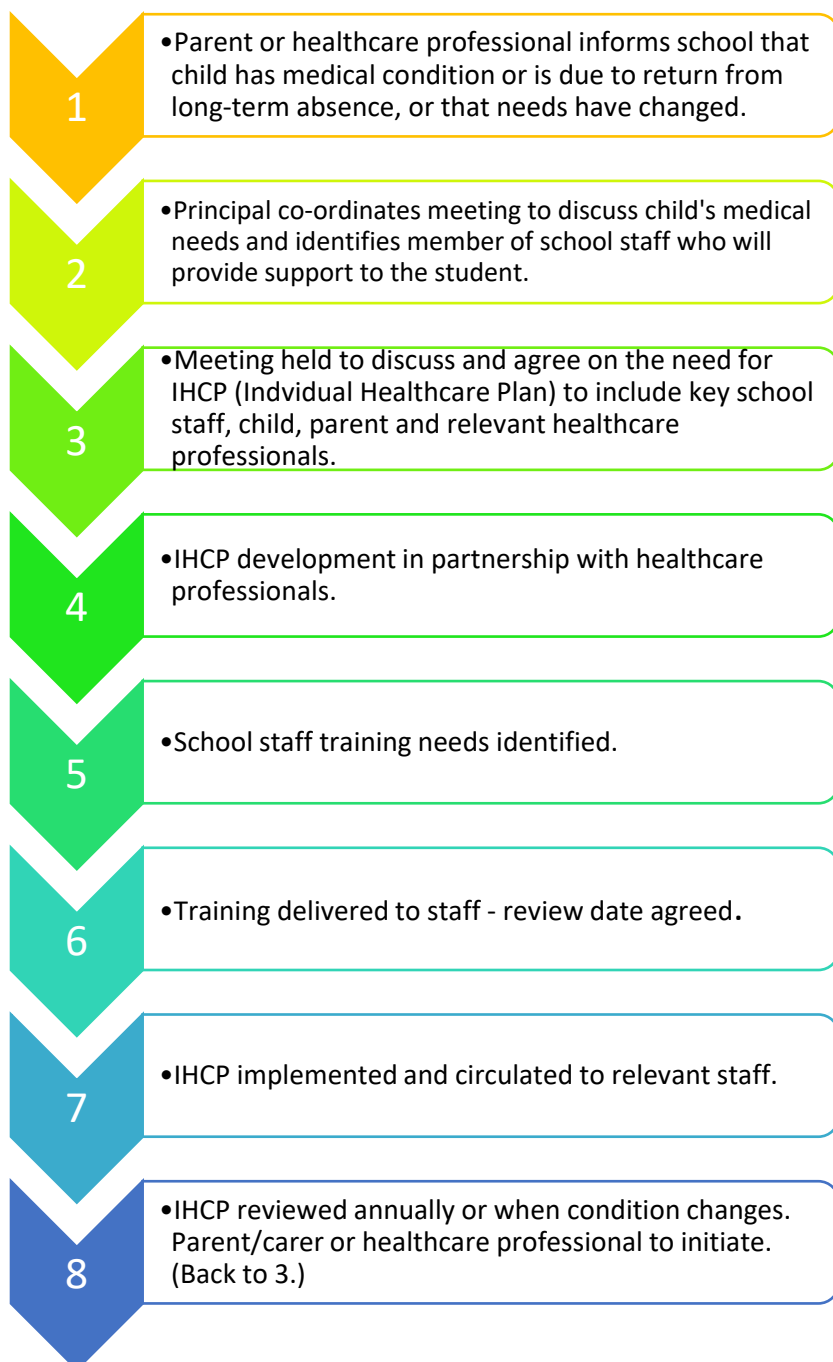 1
•Parent or healthcare professional informs school that
child has medical condition or is due to return from
long-term absence, or that needs have changed.
2
•Principal co-ordinates meeting to discuss child's medical
needs and identifies member of school staff who will
provide support to the student.
3
•Meeting held to discuss and agree on the need for
IHCP (Indvidual Healthcare Plan) to include key school
staff, child, parent and relevant healthcare
professionals.
4
•IHCP development in partnership with healthcare
professionals.
5
•School staff training needs identified.
6
•Training delivered to staff - review date agreed.
7
•IHCP implemented and circulated to relevant staff.
8
•IHCP reviewed annually or when condition changes.
Parent/carer or healthcare professional to initiate.
(Back to 3.)